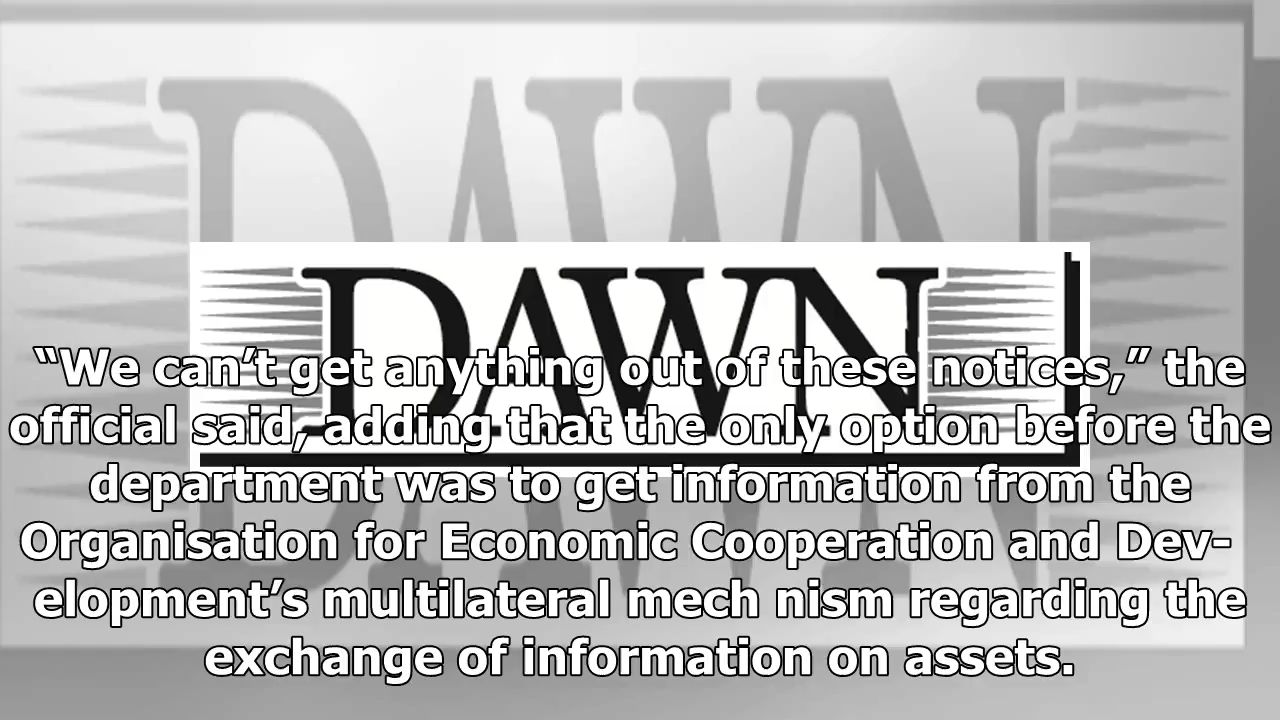 DAWN
DAWN
“We can’t get anything out of these notices,” the
official said, adding that the only option before the
department was to get information from the
Organisation for Economic Cooperation and Dev-
elopment’s multilateral mech nism regarding the
exchange of information on assets.